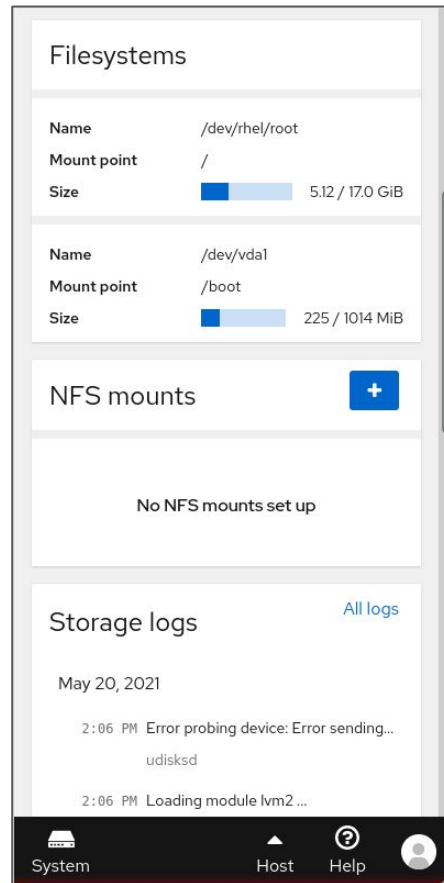 Filesystems
Name /dev/rhel/root
Mount point /
Size 5.12 / 17.0 GiB
Name /dev/vda1
Mount point /boot
Size 225 / 1014 MiB
NFS mounts
No NFS mounts set up
Storage logs All logs
May 20, 2021
2:06 PM Error probing device: Error sending...
udisksd
2:06 PM Loading module lvm2 ...
System Host Help